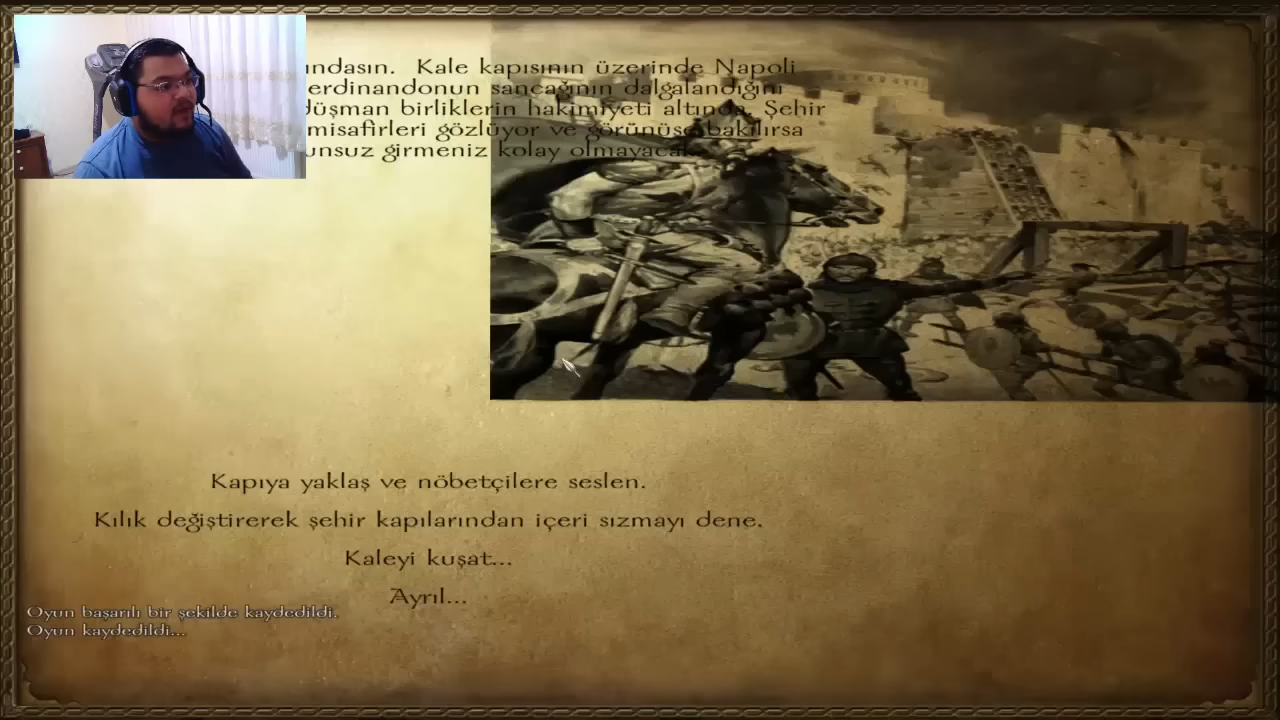 ındasın. Kale kapısının üzerinde Napoli
erdinandonun sancağının dalgalandığını
düşman birliklerin hakimiyeti altında. Şehir
misafirleri gözlüyor ve görünüşe bakılırsa
unsuz girmeniz kolay olmayacak.
Kapıya yaklaş ve nöbetçilere seslen.
Kılık değiştirerek şehir kapılarından içeri sızmayı dene.
Kaleyi kuşat...
Ayrıl...
Oyun başarılı bir şekilde kaydedildi.
Oyun kaydedildi...